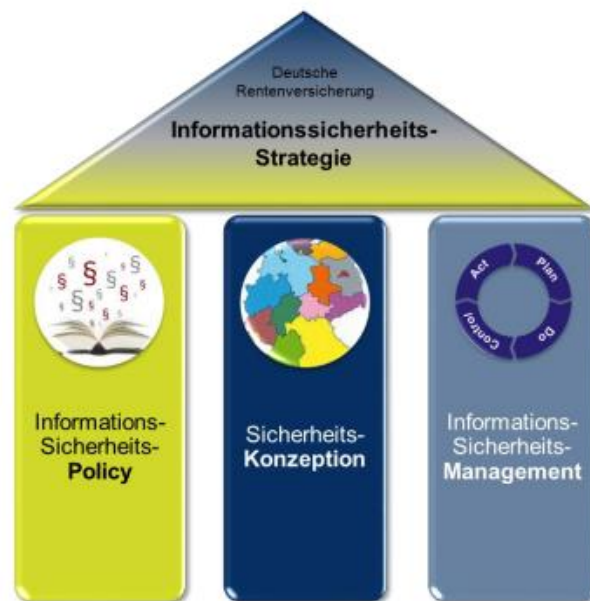 Deutsche
Rentenversicherung
Informationssicherheits-
Strategie
§ § § § § § § § § § § §
Informations-
Sicherheits-
Policy
Sicherheits-
Konzeption
Act
Plan
Control
Do
Informations-
Sicherheits-
Management